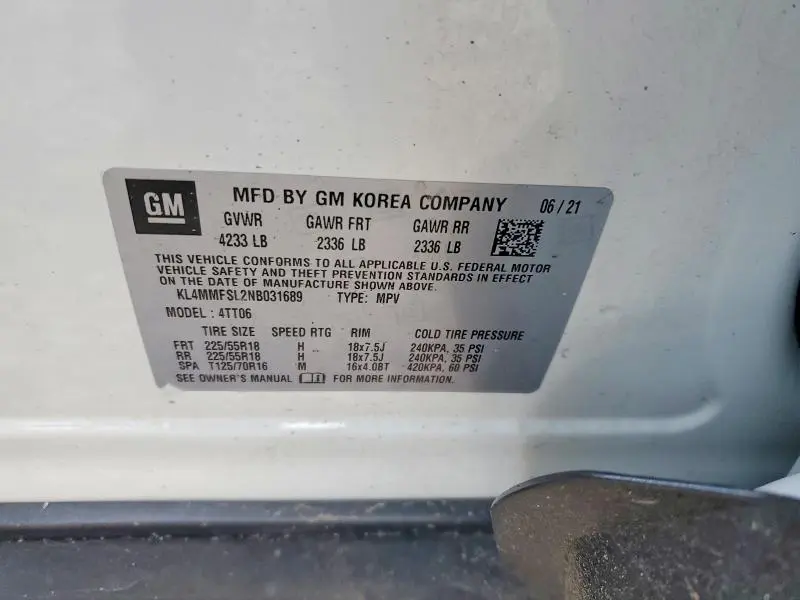 GM MFD BY GM KOREA COMPANY 06 / 21
GVWR GAWR FRT GAWR RR
4233 LB 2336 LB 2336 LB
THIS VEHICLE CONFORMS TO ALL APPLICABLE U.S. FEDERAL MOTOR
VEHICLE SAFETY AND THEFT PREVENTION STANDARDS IN EFFECT
ON THE DATE OF MANUFACTURE SHOWN ABOVE.
KL4MMFSL2NB031689 TYPE: MPV
MODEL : 4TT06
TIRE SIZE SPEED RTG RIM COLD TIRE PRESSURE
FRT 225/55R18 H 18x7.5J 240KPA, 35 PSI
RR 225/55R18 H 18x7.5J 240KPA, 35 PSI
SPA T125/70R16 M 16x4.0BT 420KPA, 60 PSI
SEE OWNER'S MANUAL FOR MORE INFORMATION.